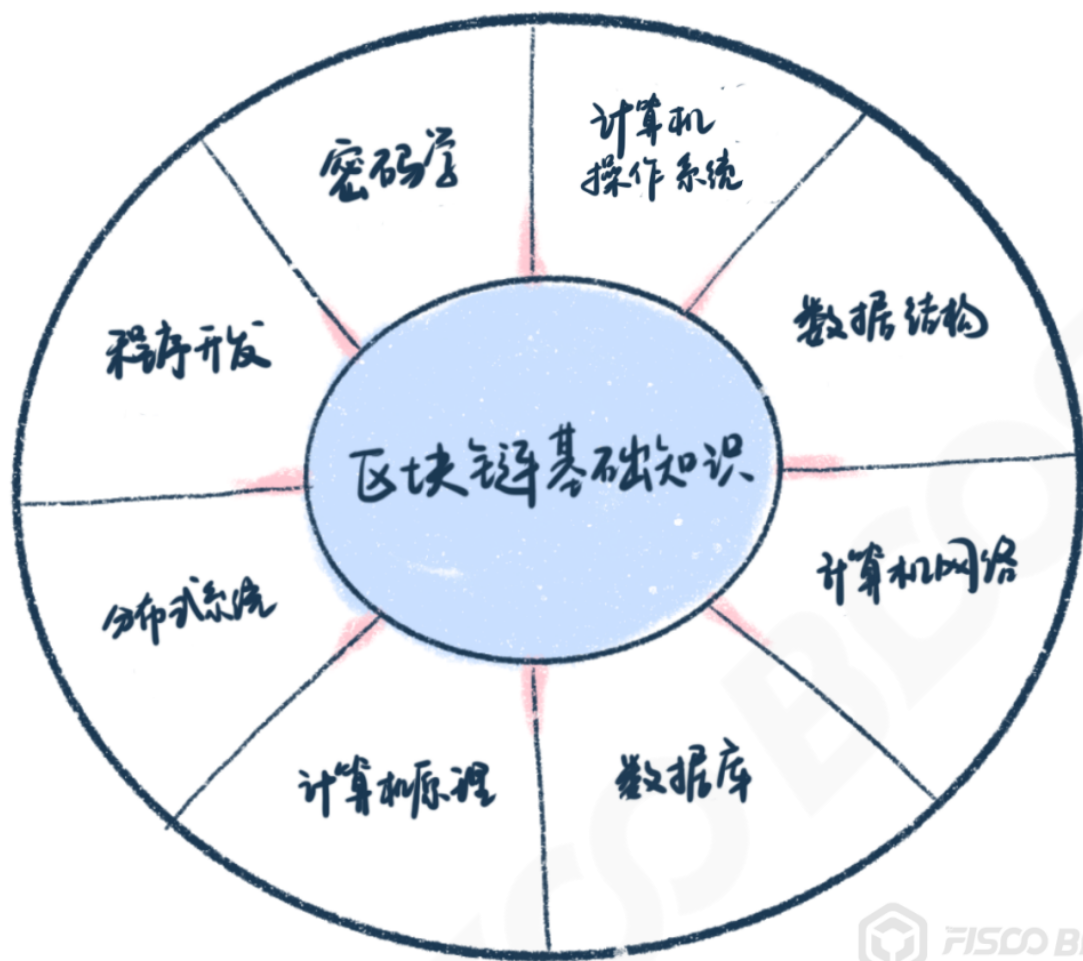 密码学
计算机
操作系统
数据结构
计算机网络
数据库
计算机原理
分布式系统
程序开发
区块链基础知识
FISCO B